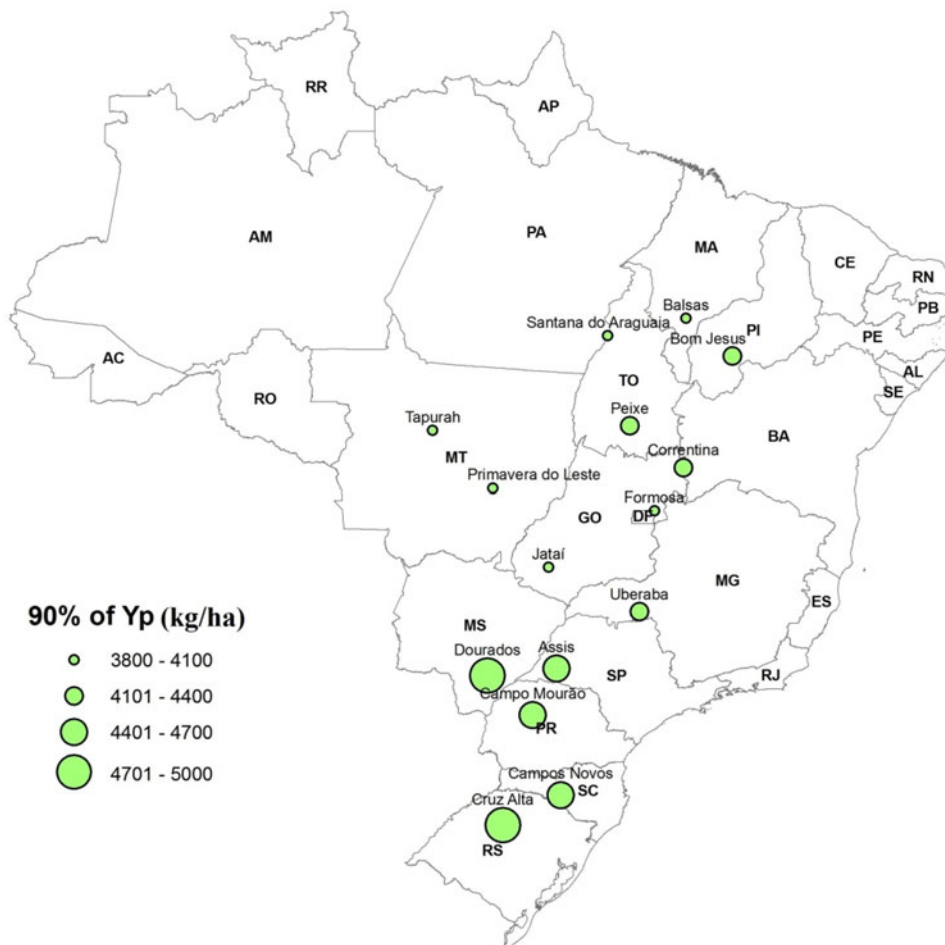 RR
AP
AM
PA
MA
CE
RN
PB
Balsas
Santana do Araguaia
PI
PE
Bom Jesus
AC
AL
TO
SE
RO
Peixe
Tapurah
BA
Correntina
MT
Primavera do Leste
Formosa
GO
DF
Jataí
MG
Uberaba
ES
90% of Yp (kg/ha)
MS
Dourados
Assis
3800 - 4100
SP
RJ
4101 - 4400
Campo Mourão
PR
4401 - 4700
4701 - 5000
Campos Novos
SC
Cruz Alta
RS